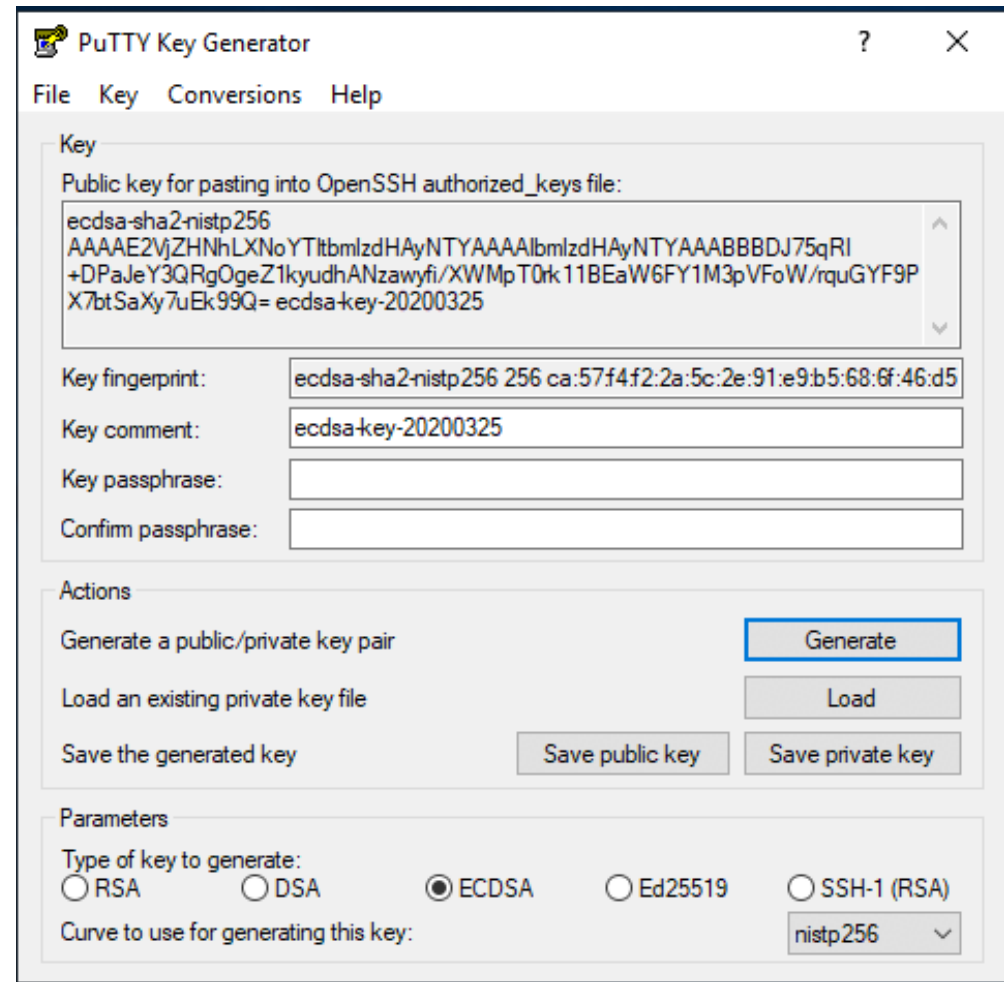 PuTTY Key Generator
?
File Key Conversions Help
Key
Public key for pasting into OpenSSH authorized_keys file:
ecdsa-sha2-nistp256
AAAAE2VjZHNhLXNoYTItbmlzdHAyNTYAAAAIbmlzdHAyNTYAAABBBDJ75qRI
+DPaJeY3QRgOgeZ1kyudhANzawyfi/XWMpT0rk11BEaW6FY1M3pVFoW/rquGYF9P
X7btSaXy7uEk99Q= ecdsa-key-20200325
Key fingerprint: ecdsa-sha2-nistp256 256 ca:57:f4:f2:2a:5c:2e:91:e9:b5:68:6f:46:d5
Key comment: ecdsa-key-20200325
Key passphrase:
Confirm passphrase:
Actions
Generate a public/private key pair Generate
Load an existing private key file Load
Save the generated key Save public key Save private key
Parameters
Type of key to generate:
RSA DSA ECDSA Ed25519 SSH-1 (RSA)
Curve to use for generating this key: nistp256